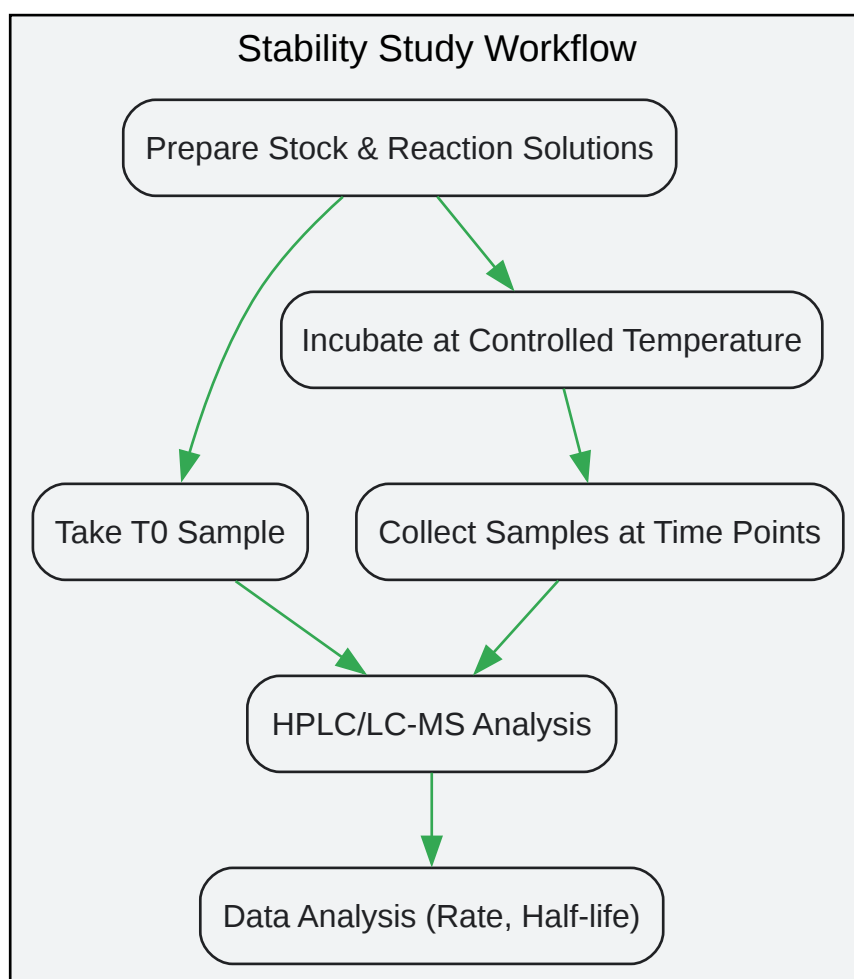 Stability Study Workflow
Prepare Stock & Reaction Solutions
Incubate at Controlled Temperature
Take T0 Sample
Collect Samples at Time Points
HPLC/LC-MS Analysis
Data Analysis (Rate, Half-life)